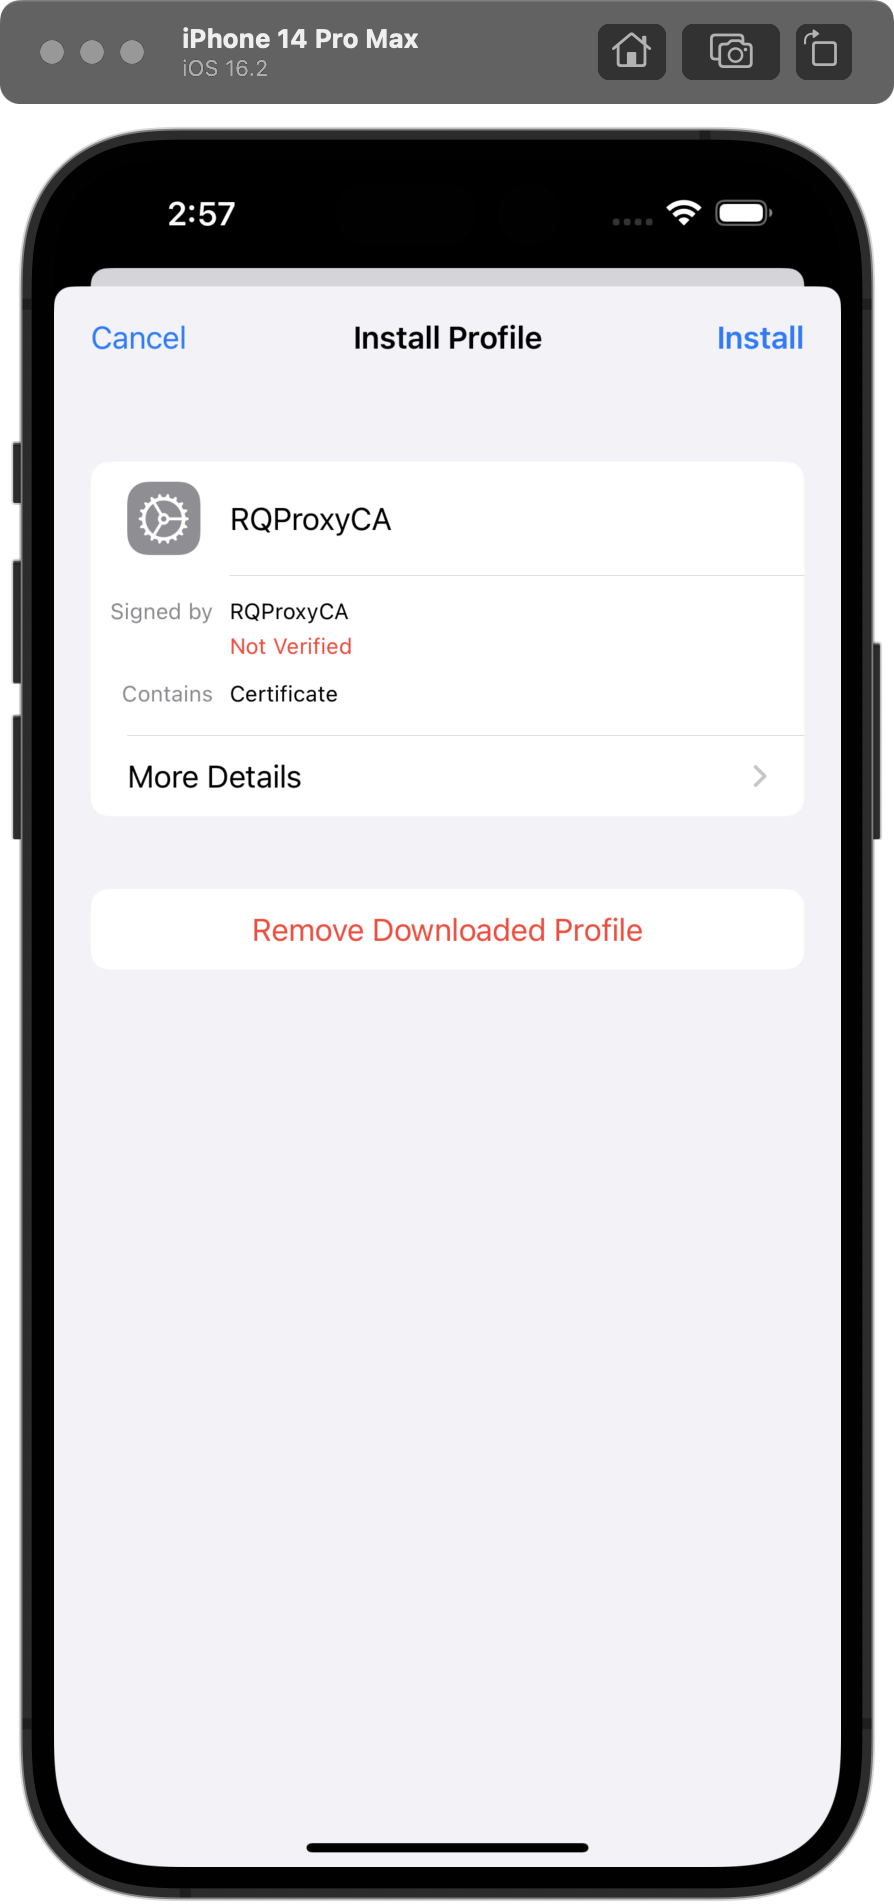 iPhone 14 Pro Max
iOS 16.2
2:57
Cancel Install Profile Install
RQProxyCA
Signed by RQProxyCA
Not Verified
Contains Certificate
More Details
Remove Downloaded Profile